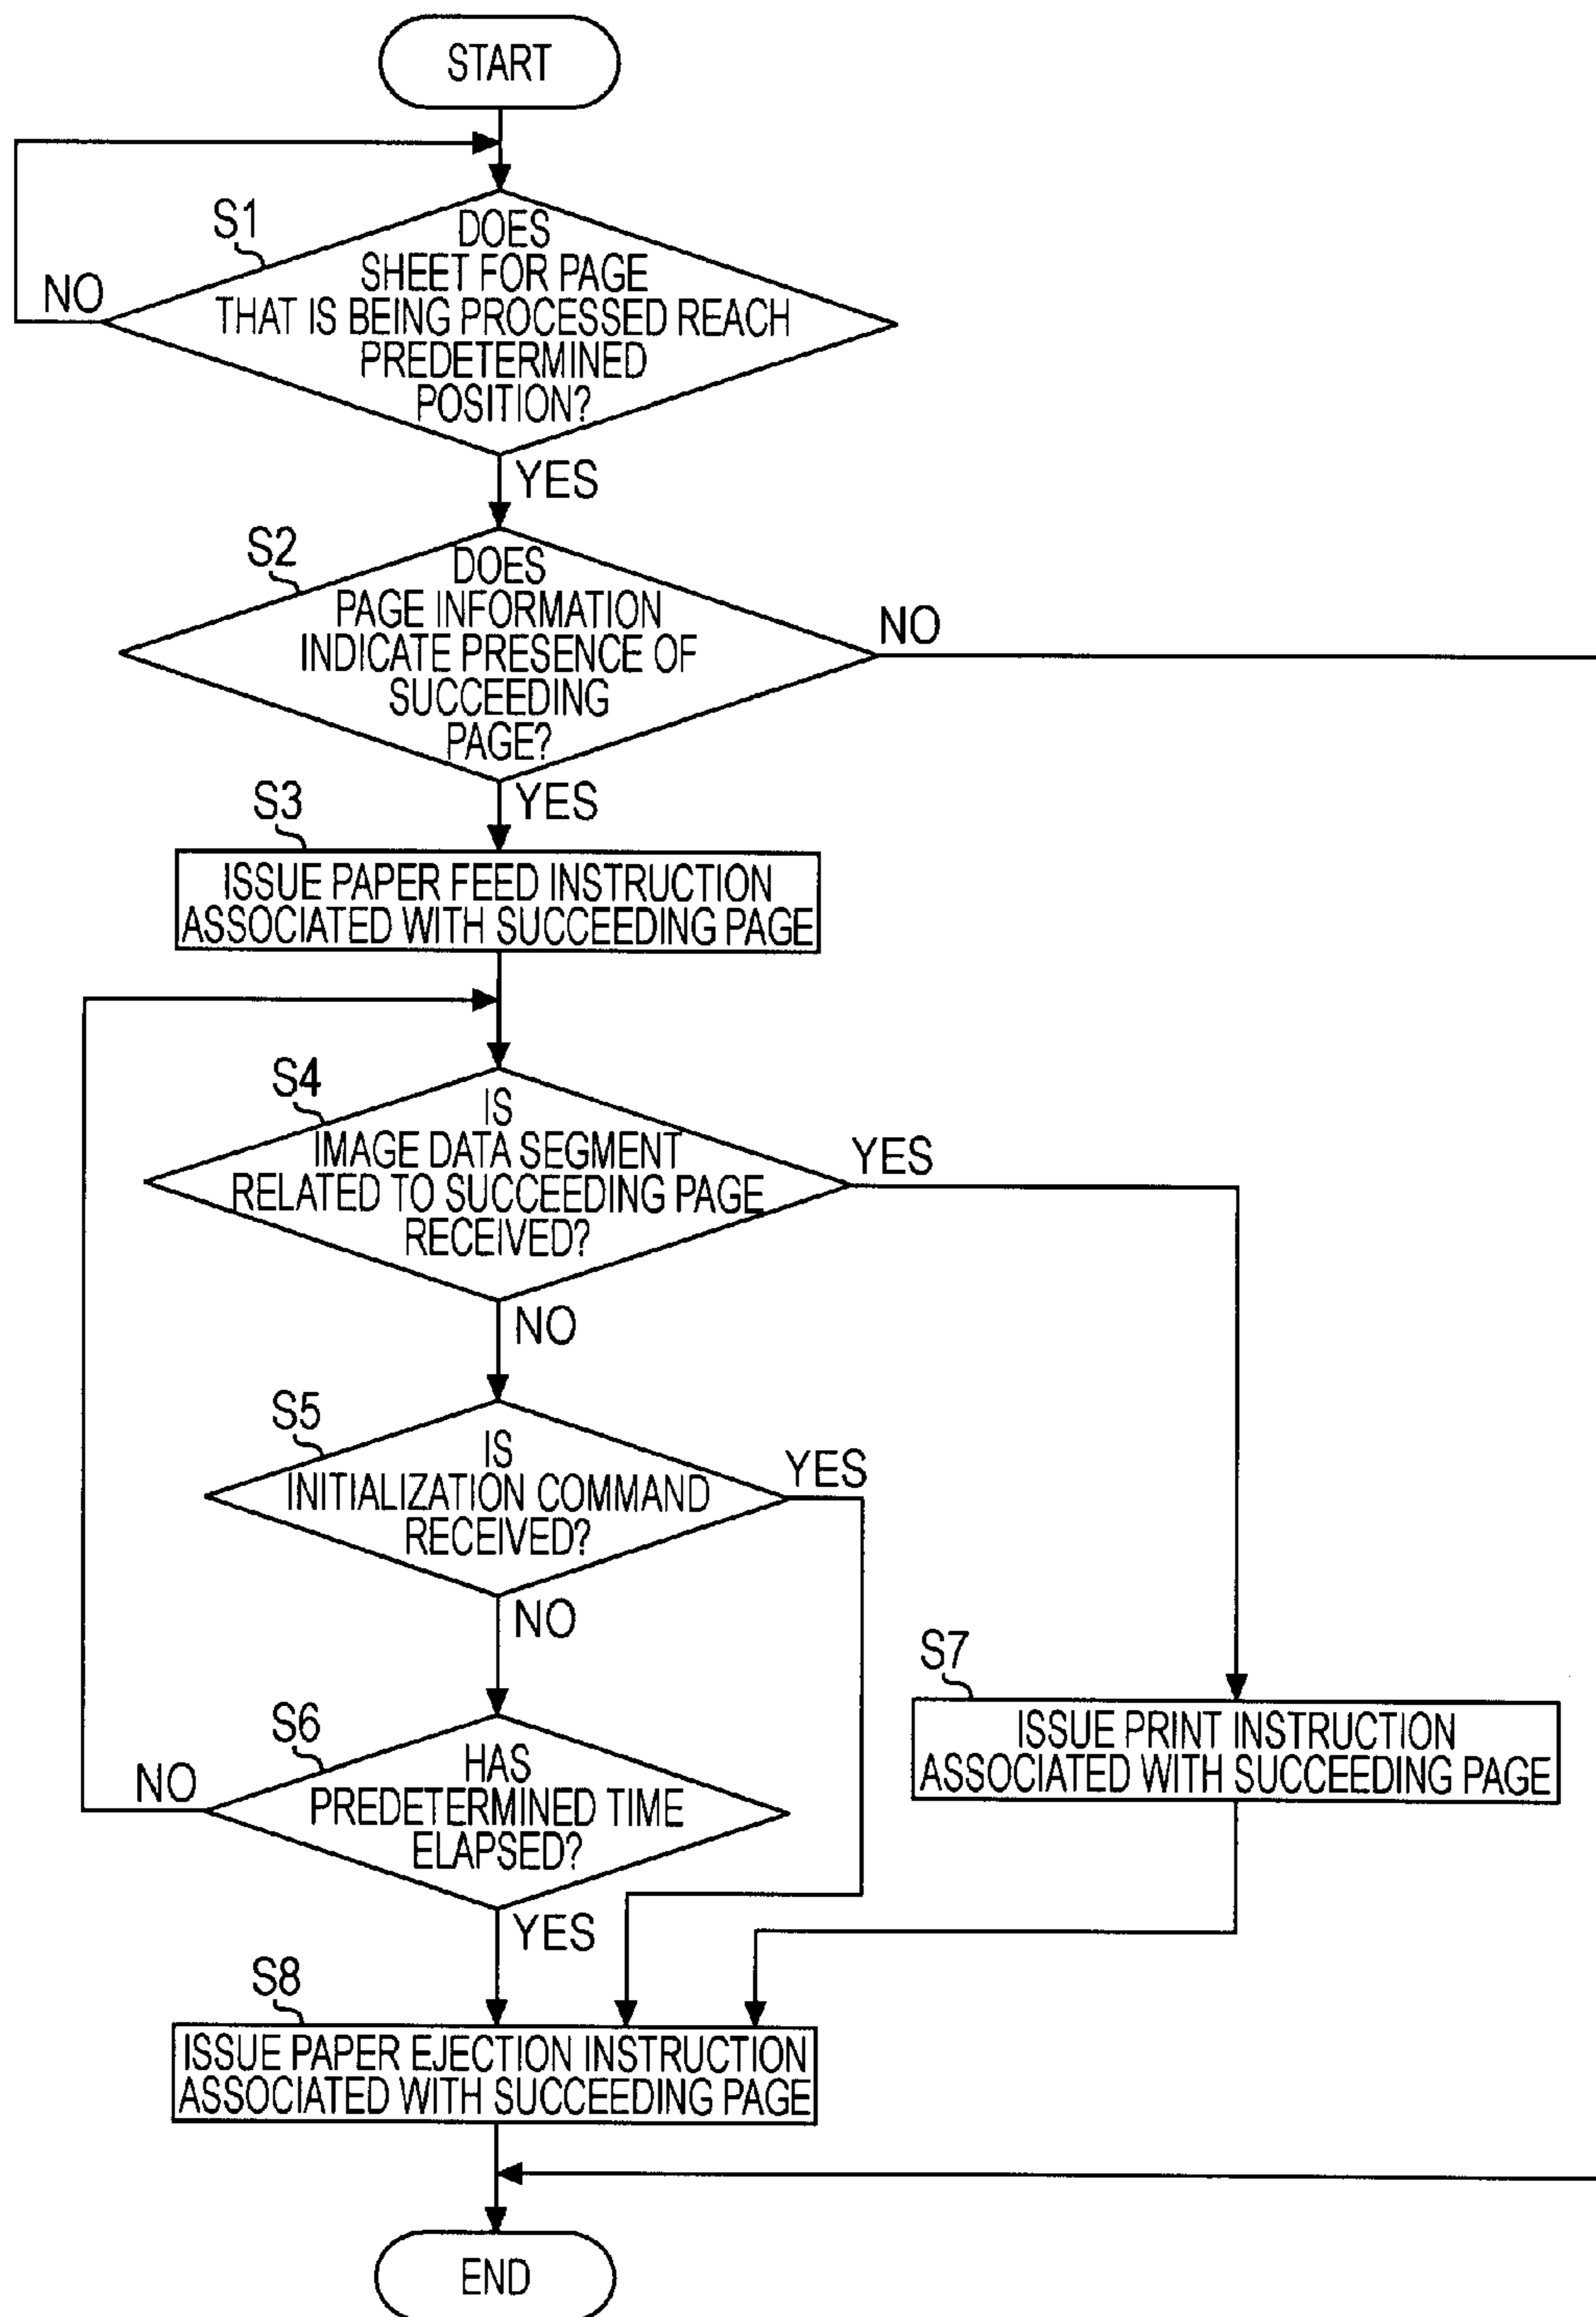 START
S1
DOES
SHEET FOR PAGE
THAT IS BEING PROCESSED REACH
PREDETERMINED
POSITION?
NO
YES
S2
DOES
PAGE INFORMATION
INDICATE PRESENCE OF
SUCCEEDING
PAGE?
NO
YES
S3
ISSUE PAPER FEED INSTRUCTION
ASSOCIATED WITH SUCCEEDING PAGE
S4
IS
IMAGE DATA SEGMENT
RELATED TO SUCCEEDING PAGE
RECEIVED?
YES
NO
S5
IS
INITIALIZATION COMMAND
RECEIVED?
YES
NO
S6
HAS
PREDETERMINED TIME
ELAPSED?
NO
YES
S7
ISSUE PRINT INSTRUCTION
ASSOCIATED WITH SUCCEEDING PAGE
S8
ISSUE PAPER EJECTION INSTRUCTION
ASSOCIATED WITH SUCCEEDING PAGE
END